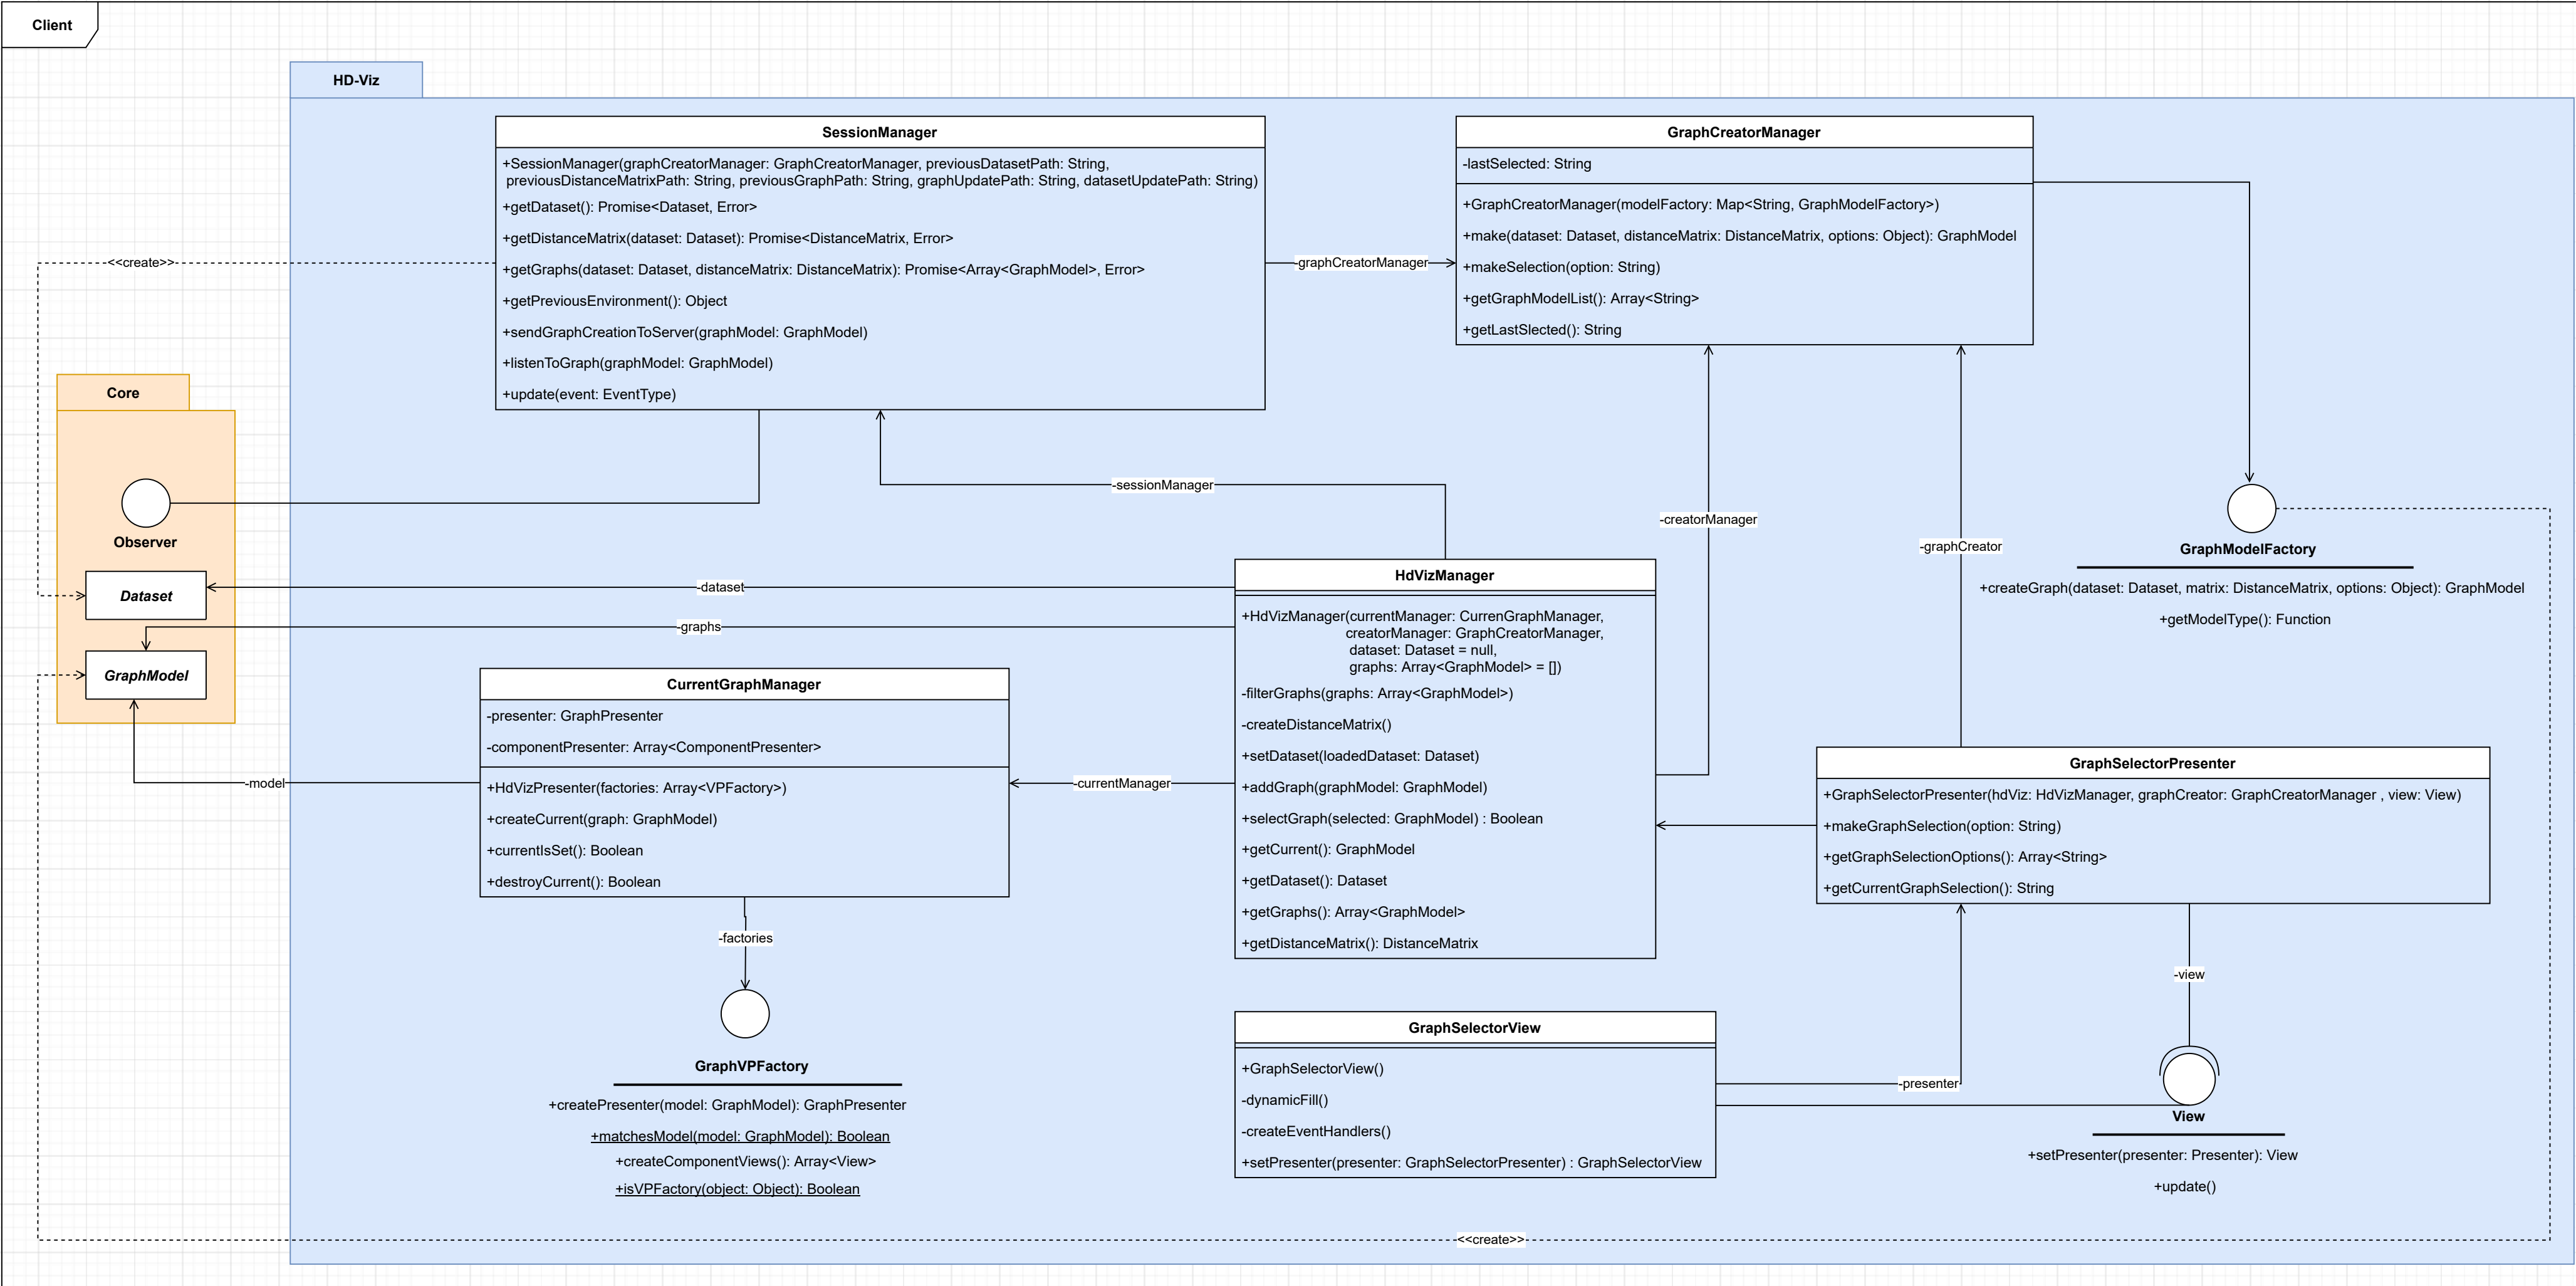 Client
HD-Viz
SessionManager
+SessionManager(graphCreatorManager: GraphCreatorManager, previousDatasetPath: String,
previousDistanceMatrixPath: String, previousGraphPath: String, graphUpdatePath: String, datasetUpdatePath: String)
+getDataset(): Promise<Dataset, Error>
+getDistanceMatrix(dataset: Dataset): Promise<DistanceMatrix, Error>
+getGraphs(dataset: Dataset, distanceMatrix: DistanceMatrix): Promise<Array<GraphModel>, Error>
+getPreviousEnvironment(): Object
+sendGraphCreationToServer(graphModel: GraphModel)
+listenToGraph(graphModel: GraphModel)
+update(event: EventType)
-graphCreatorManager
GraphCreatorManager
-lastSelected: String
+GraphCreatorManager(modelFactory: Map<String, GraphModelFactory>)
+make(dataset: Dataset, distanceMatrix: DistanceMatrix, options: Object): GraphModel
+makeSelection(option: String)
+getGraphModelList(): Array<String>
+getLastSlected(): String
<<create>>
Core
Observer
Dataset
GraphModel
-sessionManager
-creatorManager
-graphCreator
-dataset
-graphs
GraphModelFactory
+createGraph(dataset: Dataset, matrix: DistanceMatrix, options: Object): GraphModel
+getModelType(): Function
HdVizManager
+HdVizManager(currentManager: CurrenGraphManager,
creatorManager: GraphCreatorManager,
dataset: Dataset = null,
graphs: Array<GraphModel> = [])
-filterGraphs(graphs: Array<GraphModel>)
-createDistanceMatrix()
+setDataset(loadedDataset: Dataset)
+addGraph(graphModel: GraphModel)
+selectGraph(selected: GraphModel) : Boolean
+getCurrent(): GraphModel
+getDataset(): Dataset
+getGraphs(): Array<GraphModel>
+getDistanceMatrix(): DistanceMatrix
CurrentGraphManager
-presenter: GraphPresenter
-componentPresenter: Array<ComponentPresenter>
+HdVizPresenter(factories: Array<VPFactory>)
+createCurrent(graph: GraphModel)
+currentIsSet(): Boolean
+destroyCurrent(): Boolean
-model
-currentManager
-factories
GraphVPFactory
+createPresenter(model: GraphModel): GraphPresenter
+matchesModel(model: GraphModel): Boolean
+createComponentViews(): Array<View>
+isVPFactory(object: Object): Boolean
GraphSelectorPresenter
+GraphSelectorPresenter(hdViz: HdVizManager, graphCreator: GraphCreatorManager , view: View)
+makeGraphSelection(option: String)
+getGraphSelectionOptions(): Array<String>
+getCurrentGraphSelection(): String
-view
GraphSelectorView
+GraphSelectorView()
-dynamicFill()
-createEventHandlers()
+setPresenter(presenter: GraphSelectorPresenter) : GraphSelectorView
-presenter
View
+setPresenter(presenter: Presenter): View
+update()
<<create>>